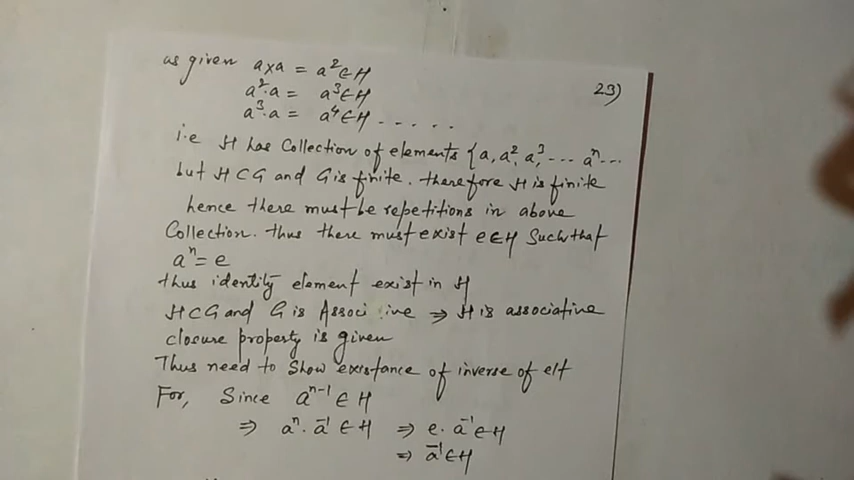 as given a×a = a²∈H
23)
a²·a = a³∈H
a³·a = a⁴∈H - - - - -
i.e H has Collection of elements {a, a², a³, --- aⁿ ---
but H⊂G and G is finite. therefore H is finite
hence there must be repetitions in above
Collection. thus there must exist e∈H Such that
aⁿ = e
thus identity element exist in H
H⊂G and G is Associ ive ⇒ H is associative
closure property is given
Thus need to Show existance of inverse of elt
For, Since aⁿ⁻¹ ∈ H
⇒ aⁿ. a⁻¹ ∈ H ⇒ e. a⁻¹ ∈ H
⇒ a⁻¹ ∈ H